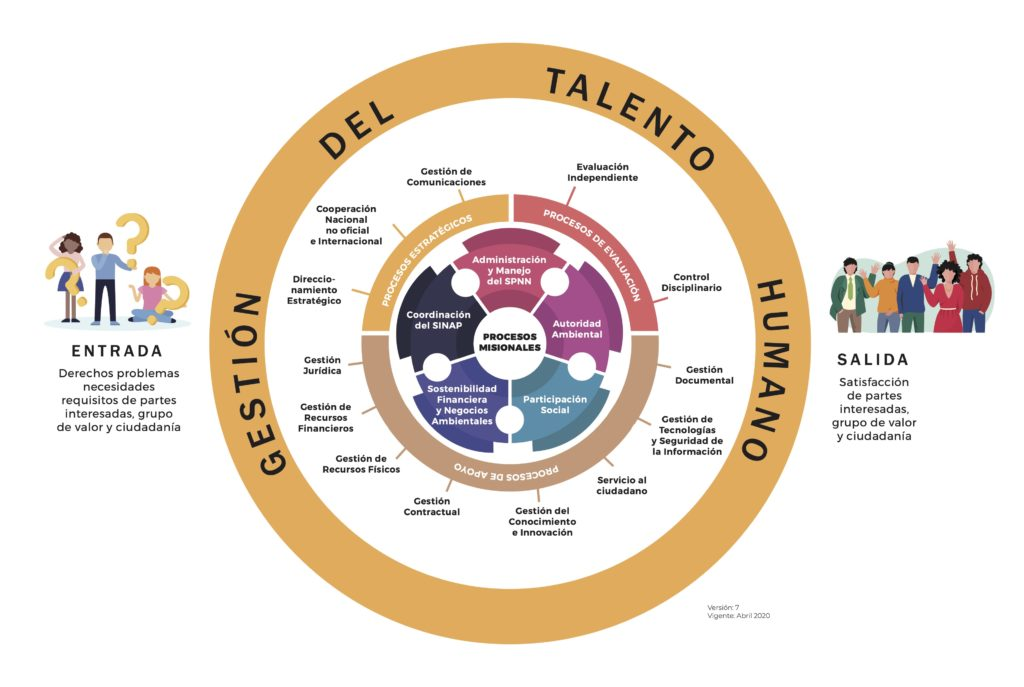 GESTIÓN DEL TALENTO HUMANO
ENTRADA
Derechos problemas
necesidades
requisitos de partes
interesadas, grupo
de valor y ciudadanía
PROCESOS ESTRATÉGICOS
Gestión de
Comunicaciones
Cooperación
Nacional
no oficial
e Internacional
Direccio-
namiento
Estratégico
PROCESOS DE EVALUACIÓN
Evaluación
Independiente
Control
Disciplinario
PROCESOS
MISIONALES
Administración
y Manejo
del SPNN
Autoridad
Ambiental
Participación
Social
Sostenibilidad
Financiera
y Negocios
Ambientales
Coordinación
del SINAP
PROCESOS DE APOYO
Gestión
Jurídica
Gestión de
Recursos
Financieros
Gestión de
Recursos Físicos
Gestión
Contractual
Gestión del
Conocimiento
e Innovación
Servicio al
ciudadano
Gestión de
Tecnologías
y Seguridad de
la Información
Gestión
Documental
SALIDA
Satisfacción
de partes
interesadas,
grupo de valor
y ciudadanía
Versión: 7
Vigente: Abril 2020